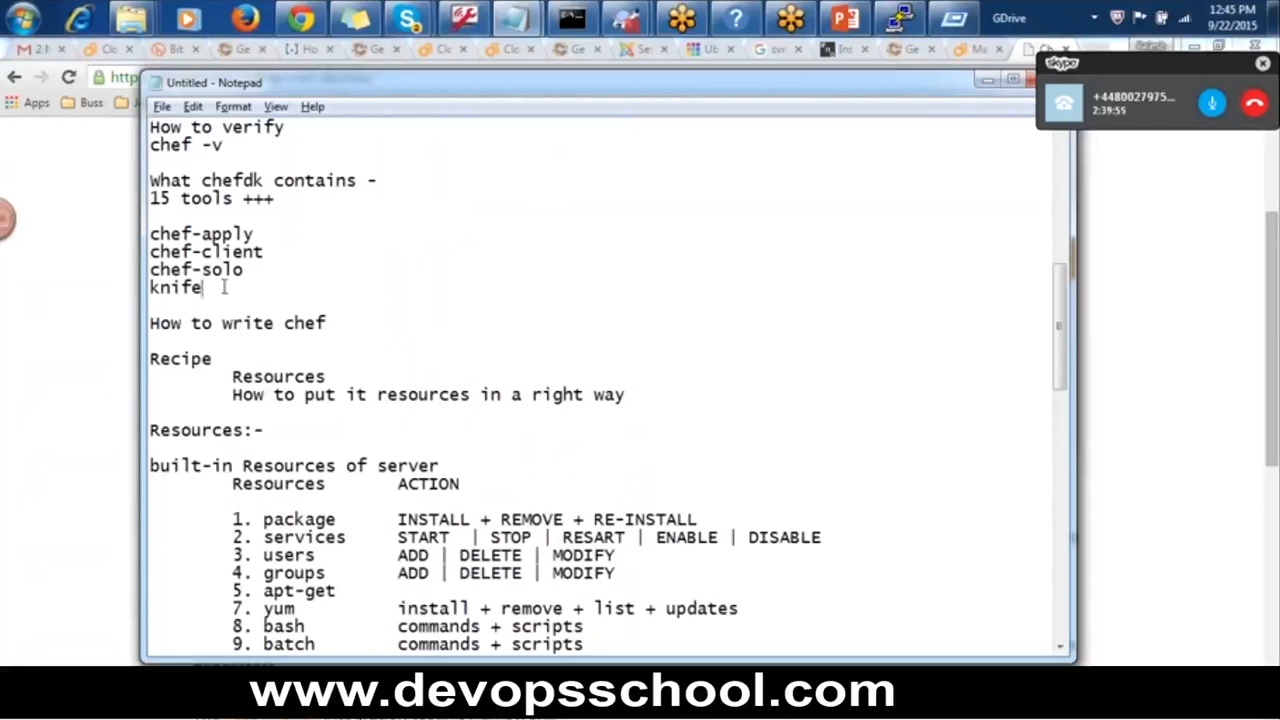 GDrive
12:45 PM
9/22/2015
Apps
Buss
Untitled - Notepad
File Edit Format View Help
skype
+4480027975...
2:39:55
How to verify
chef -v
What chefdk contains -
15 tools +++
chef-apply
chef-client
chef-solo
knife
How to write chef
Recipe
Resources
How to put it resources in a right way
Resources:-
built-in Resources of server
Resources ACTION
1. package INSTALL + REMOVE + RE-INSTALL
2. services START | STOP | RESART | ENABLE | DISABLE
3. users ADD | DELETE | MODIFY
4. groups ADD | DELETE | MODIFY
5. apt-get
7. yum install + remove + list + updates
8. bash commands + scripts
9. batch commands + scripts
www.devopsschool.com